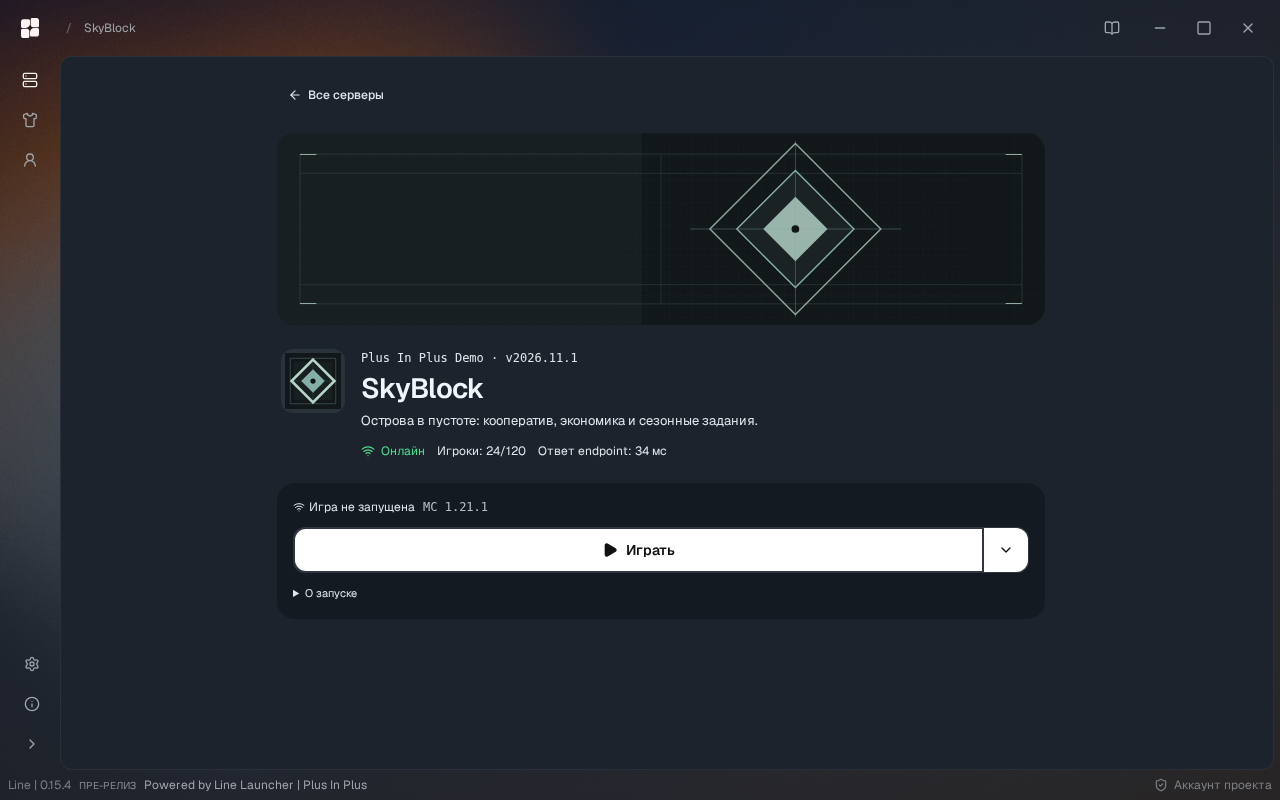 / SkyBlock
Все серверы
Plus In Plus Demo · v2026.11.1
SkyBlock
Острова в пустоте: кооператив, экономика и сезонные задания.
Онлайн Игроки: 24/120 Ответ endpoint: 34 мс
Игра не запущена MC 1.21.1
Играть
О запуске
Line | 0.15.4 ПРЕ-РЕЛИЗ Powered by Line Launcher | Plus In Plus Аккаунт проекта